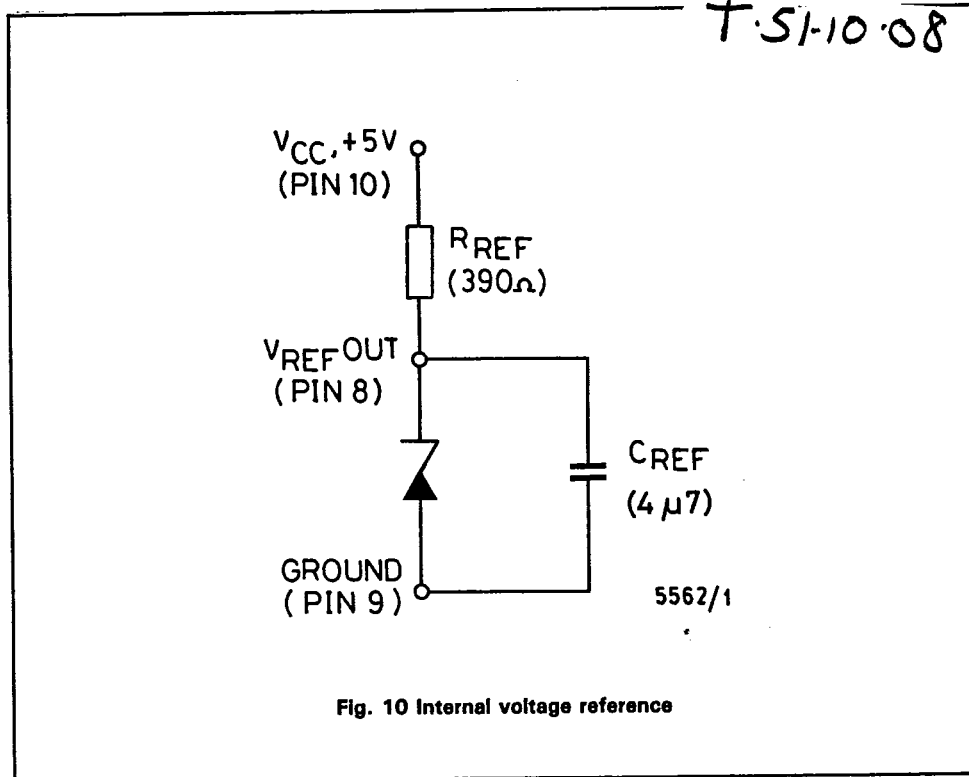 T.51-10.08
VCC, +5V
(PIN 10)
RREF
(390Ω)
VREF OUT
(PIN 8)
CREF
(4μ7)
GROUND
(PIN 9)
5562/1
Fig. 10 Internal voltage reference